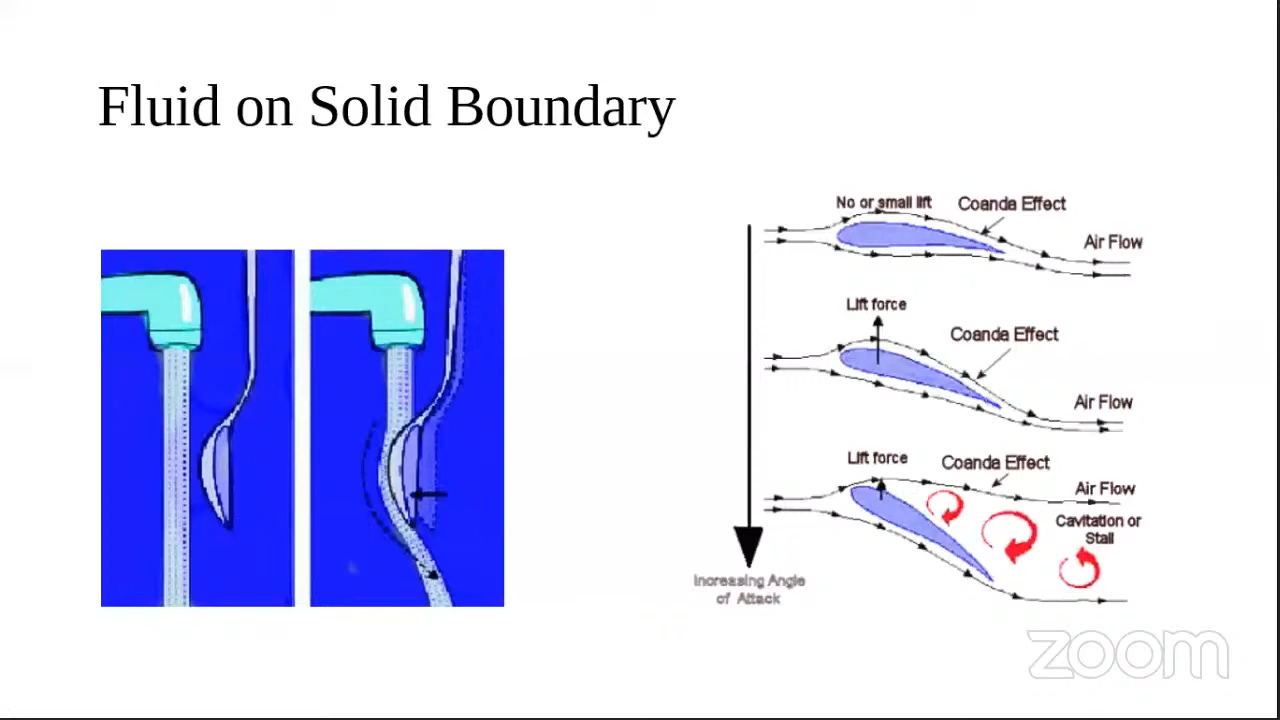 Fluid on Solid Boundary
No or small lift
Coanda Effect
Air Flow
Lift force
Coanda Effect
Air Flow
Lift force
Coanda Effect
Air Flow
Cavitation or
Stall
Increasing Angle
of Attack
zoom